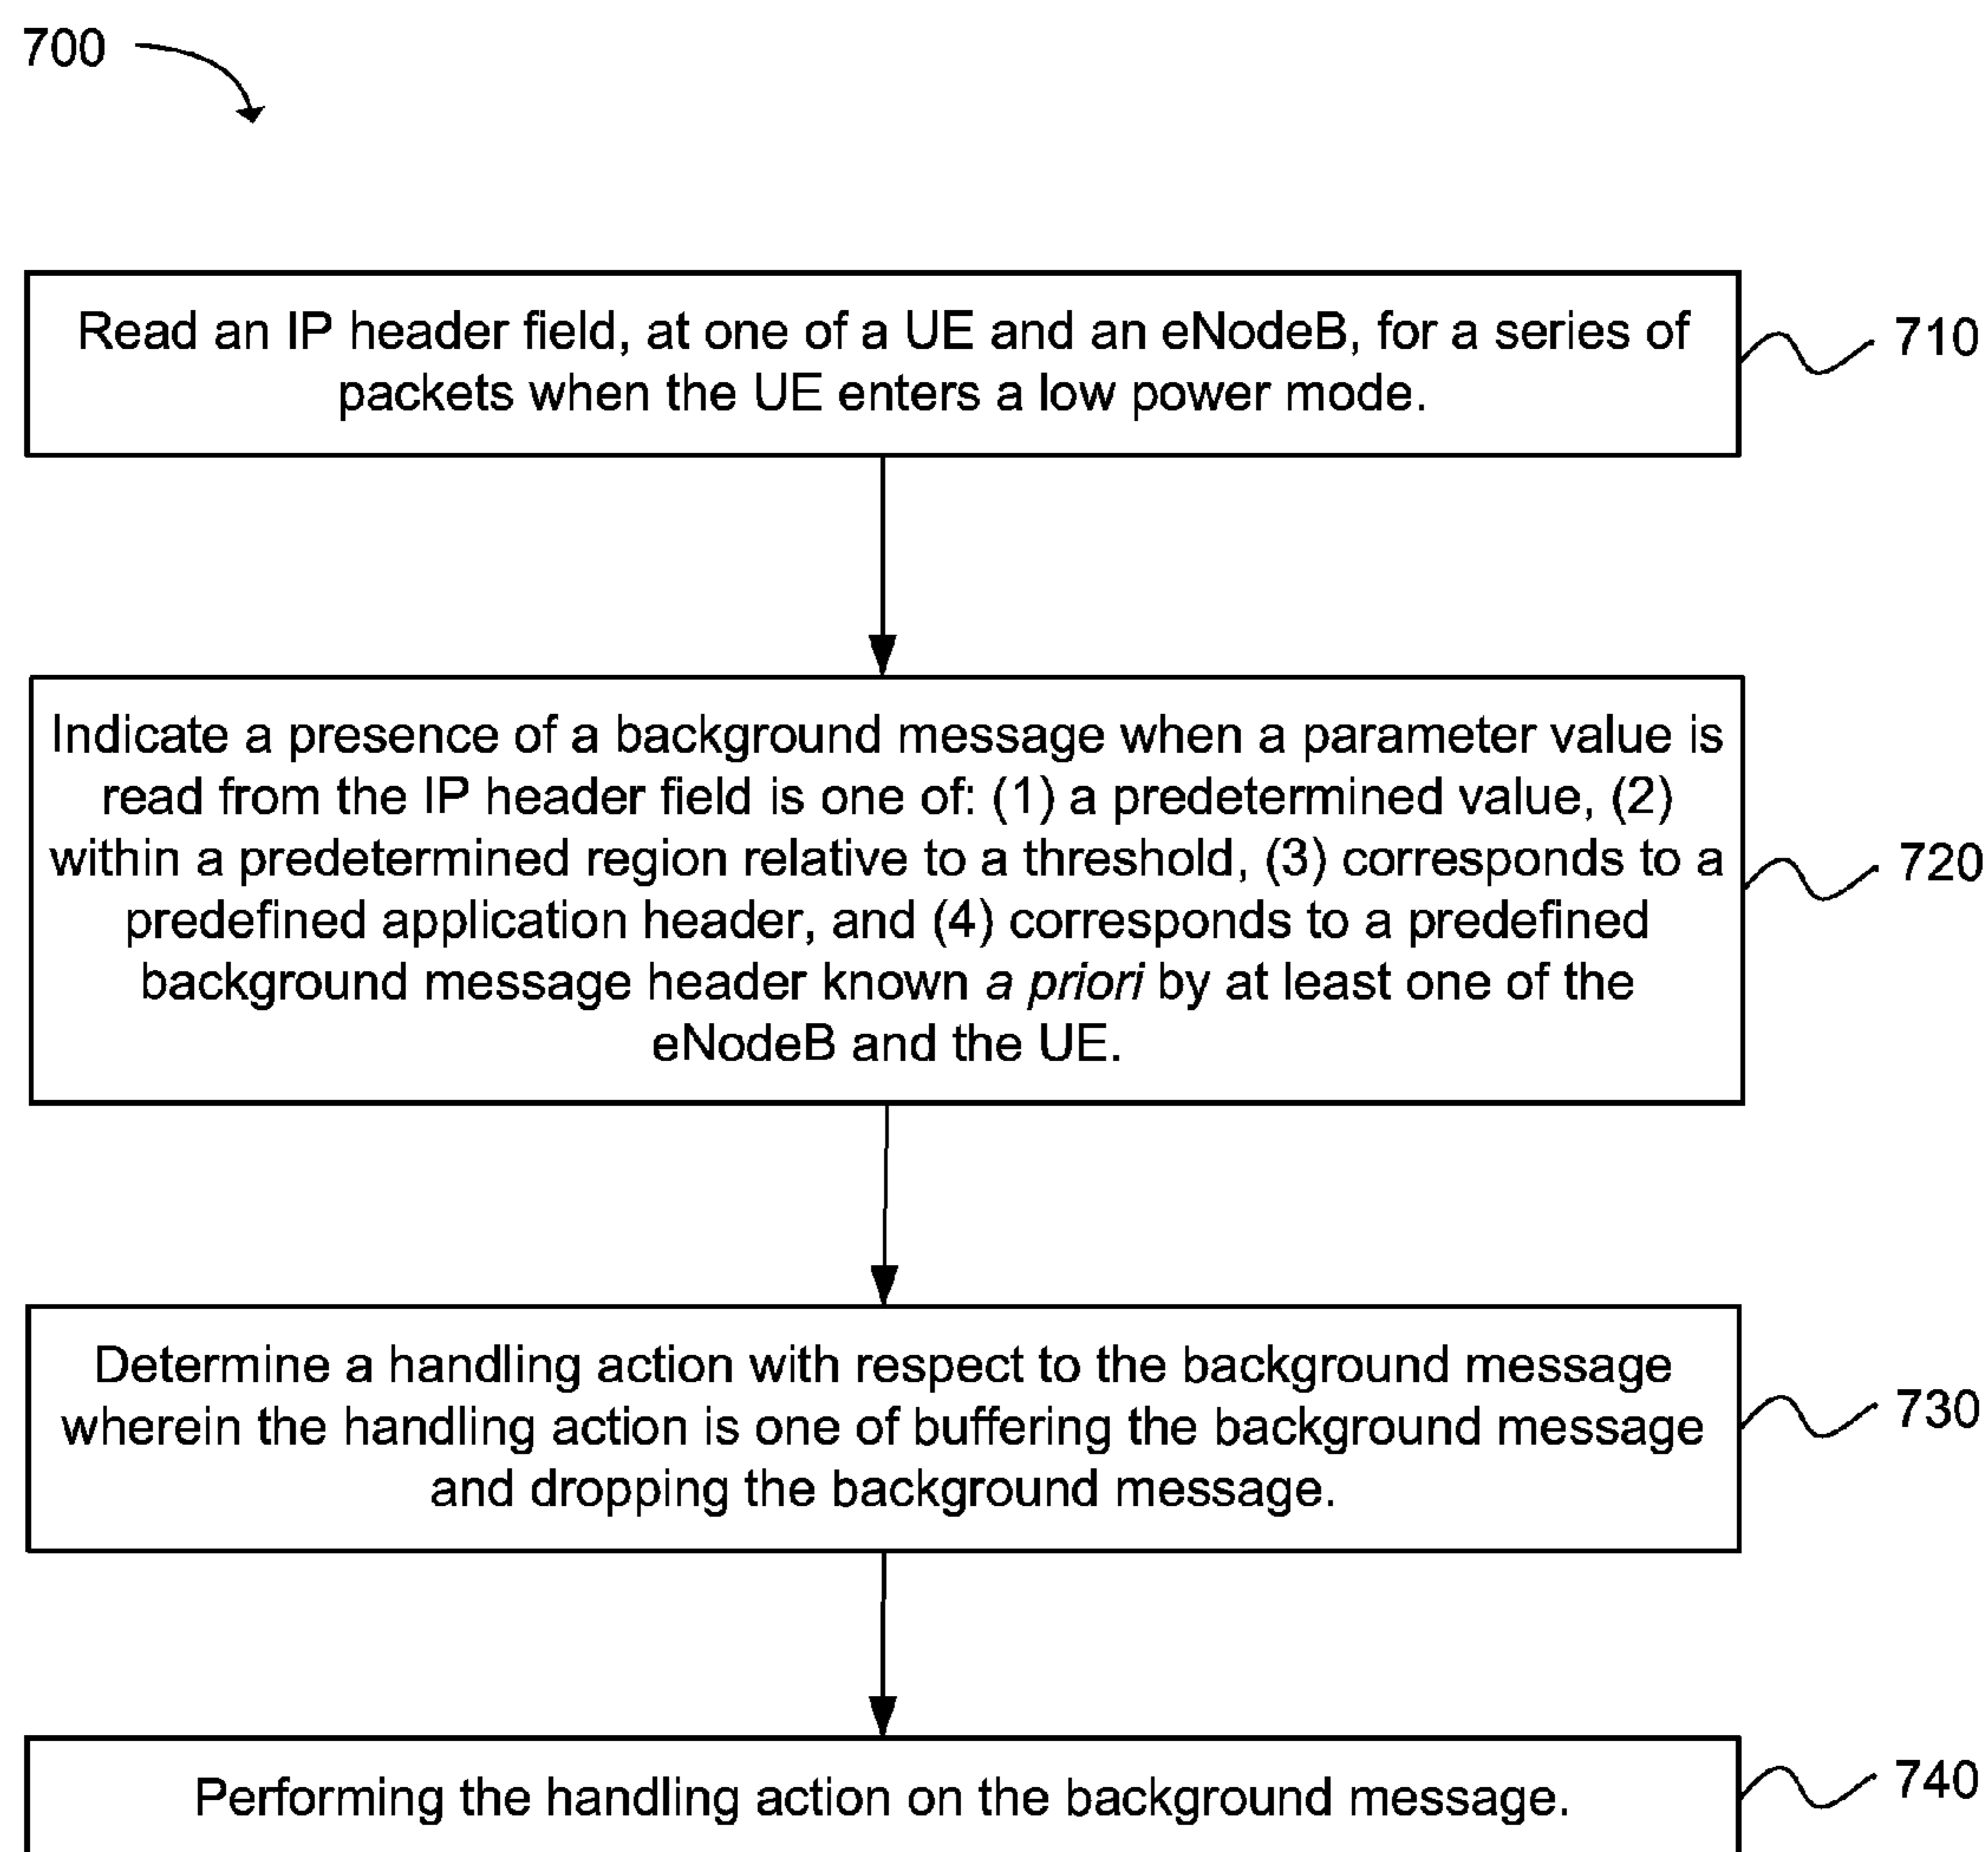 700
Read an IP header field, at one of a UE and an eNodeB, for a series of
packets when the UE enters a low power mode.
710
Indicate a presence of a background message when a parameter value is
read from the IP header field is one of: (1) a predetermined value, (2)
within a predetermined region relative to a threshold, (3) corresponds to a
predefined application header, and (4) corresponds to a predefined
background message header known a priori by at least one of the
eNodeB and the UE.
720
Determine a handling action with respect to the background message
wherein the handling action is one of buffering the background message
and dropping the background message.
730
Performing the handling action on the background message.
740